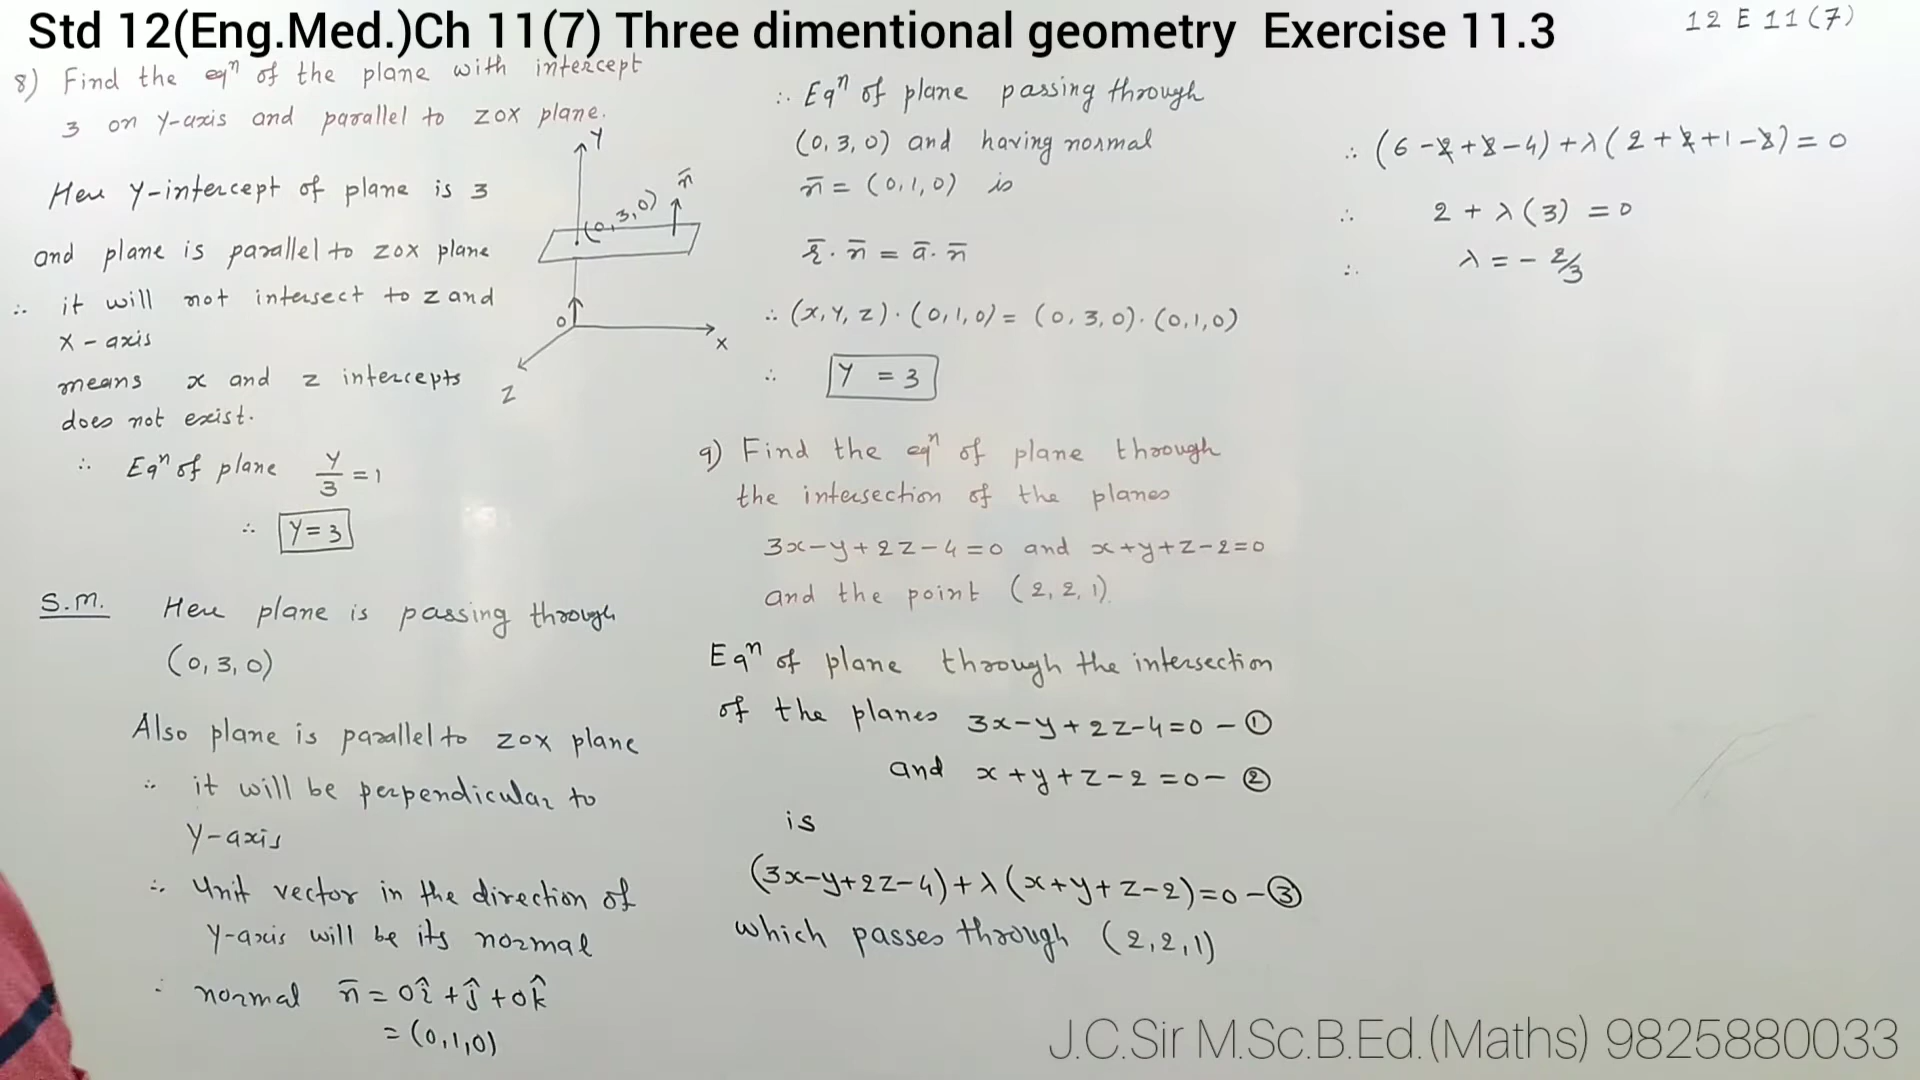 Std 12(Eng.Med.)Ch 11(7) Three dimentional geometry Exercise 11.3
12 E 11(7)
8) Find the eqⁿ of the plane with intercept
3 on Y-axis and parallel to ZOX plane.
Here Y-intercept of plane is 3
and plane is parallel to ZOX plane
∴ it will not intersect to Z and
X-axis
means x and z intercepts
does not exist.
∴ Eqⁿ of plane Y/3 = 1
∴ Y=3
Y
n̄
(0,3,0)
O
X
Z
S.M. Here plane is passing through
(0,3,0)
Also plane is parallel to ZOX plane
∴ it will be perpendicular to
Y-axis
∴ Unit vector in the direction of
Y-axis will be its normal
∴ normal n̄ = 0î + ĵ + 0k̂
= (0,1,0)
∴ Eqⁿ of plane passing through
(0,3,0) and having normal
n̄ = (0,1,0) is
r̄ · n̄ = ā · n̄
∴ (x,Y,z) · (0,1,0) = (0,3,0) · (0,1,0)
∴ Y = 3
9) Find the eqⁿ of plane through
the intersection of the planes
3x-y+2z-4=0 and x+y+z-2=0
and the point (2,2,1)
Eqⁿ of plane through the intersection
of the planes 3x-y+2z-4=0 - ①
and x+y+z-2=0 - ②
is
(3x-y+2z-4)+λ(x+y+z-2)=0 - ③
which passes through (2,2,1)
∴ (6-2+2-4)+λ(2+2+1-2)=0
∴ 2+λ(3)=0
∴ λ = -2/3
J.C.Sir M.Sc.B.Ed.(Maths) 9825880033